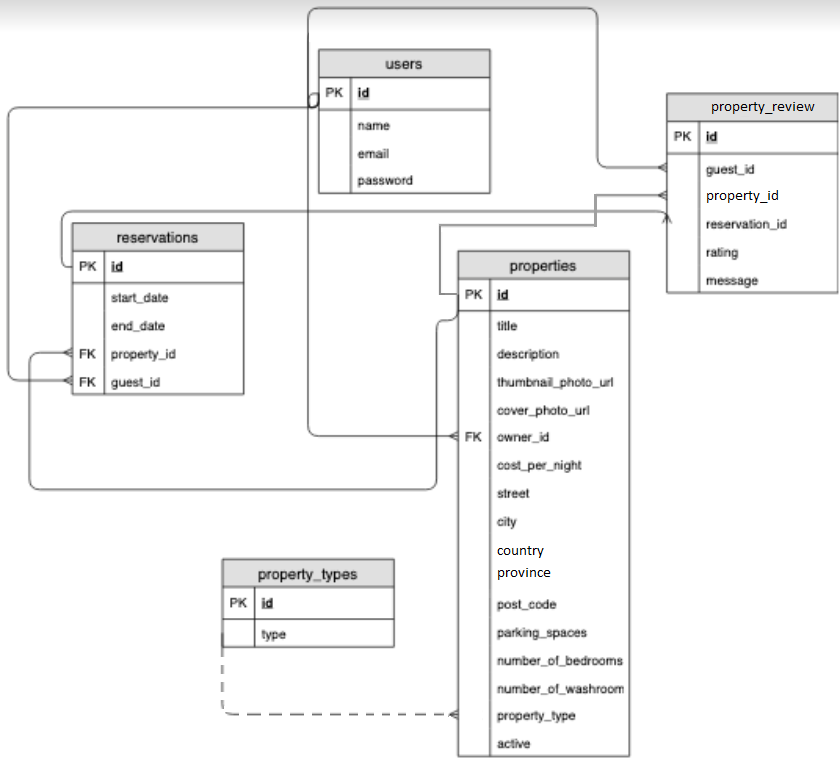 users
PK id
name
email
password
property_review
PK id
guest_id
property_id
reservation_id
rating
message
reservations
PK id
start_date
end_date
FK property_id
FK guest_id
properties
PK id
title
description
thumbnail_photo_url
cover_photo_url
FK owner_id
cost_per_night
street
city
country
province
post_code
parking_spaces
number_of_bedrooms
number_of_washroom
property_type
active
property_types
PK id
type